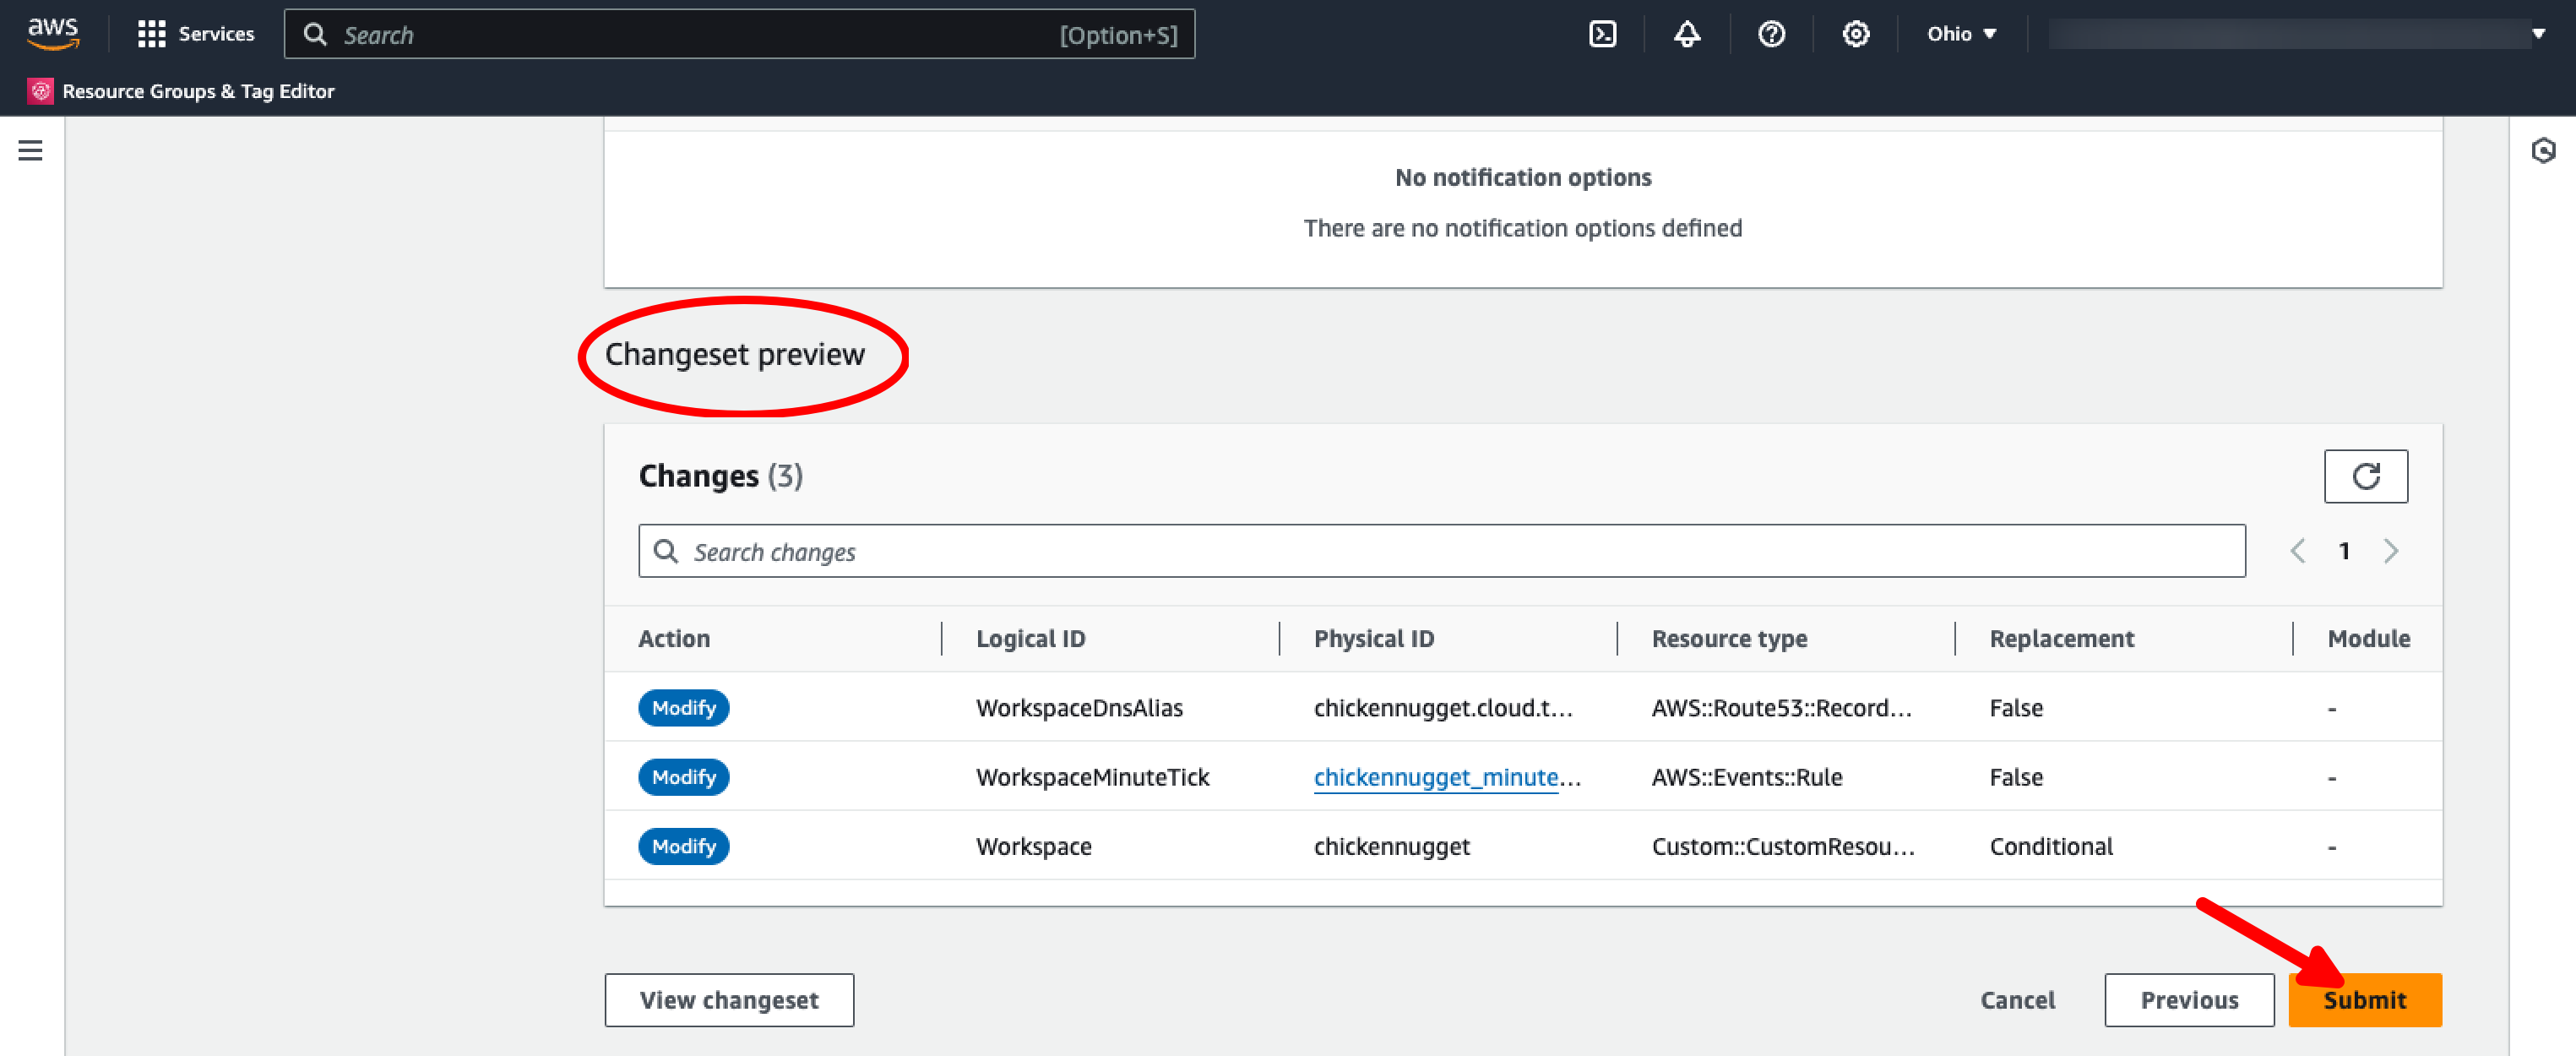 aws Services Search [Option+S] Ohio
Resource Groups & Tag Editor
No notification options
There are no notification options defined
Changeset preview
Changes (3)
Search changes 1
Action Logical ID Physical ID Resource type Replacement Module
Modify WorkspaceDnsAlias chickennugget.cloud.t... AWS::Route53::Record... False -
Modify WorkspaceMinuteTick chickennugget_minute... AWS::Events::Rule False -
Modify Workspace chickennugget Custom::CustomResou... Conditional -
View changeset Cancel Previous Submit